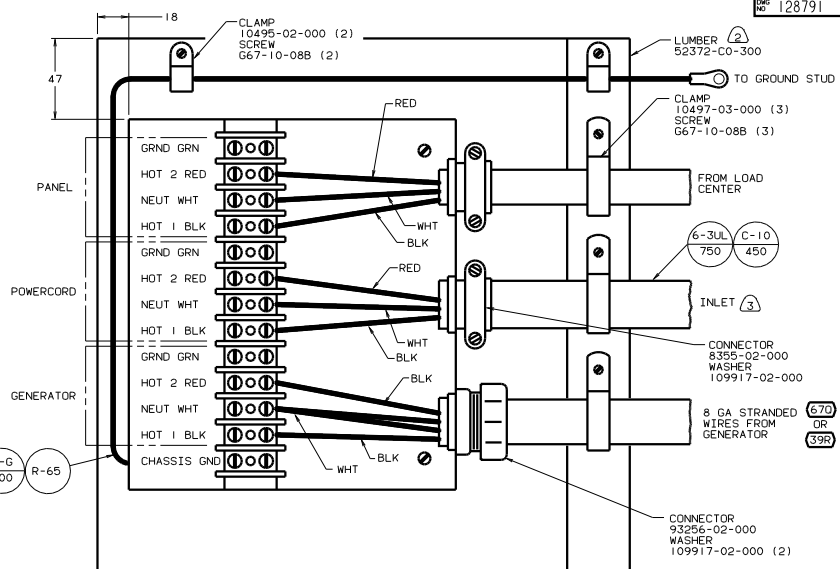 DWG NO 128791
18
CLAMP
10495-02-000 (2)
SCREW
G67-10-08B (2)
LUMBER 2
52372-C0-300
47
TO GROUND STUD
RED
CLAMP
10497-03-000 (3)
SCREW
G67-10-08B (3)
PANEL
GRND GRN
HOT 2 RED
NEUT WHT
HOT 1 BLK
WHT
BLK
FROM LOAD
CENTER
6-3UL
750
C-10
450
POWERCORD
GRND GRN
HOT 2 RED
NEUT WHT
HOT 1 BLK
RED
WHT
BLK
INLET 3
CONNECTOR
8355-02-000
WASHER
109917-02-000
GENERATOR
GRND GRN
HOT 2 RED
NEUT WHT
HOT 1 BLK
CHASSIS GND
BLK
BLK
WHT
8 GA STRANDED
WIRES FROM
GENERATOR
670
OR
39R
-G
00
R-65
CONNECTOR
93256-02-000
WASHER
109917-02-000 (2)